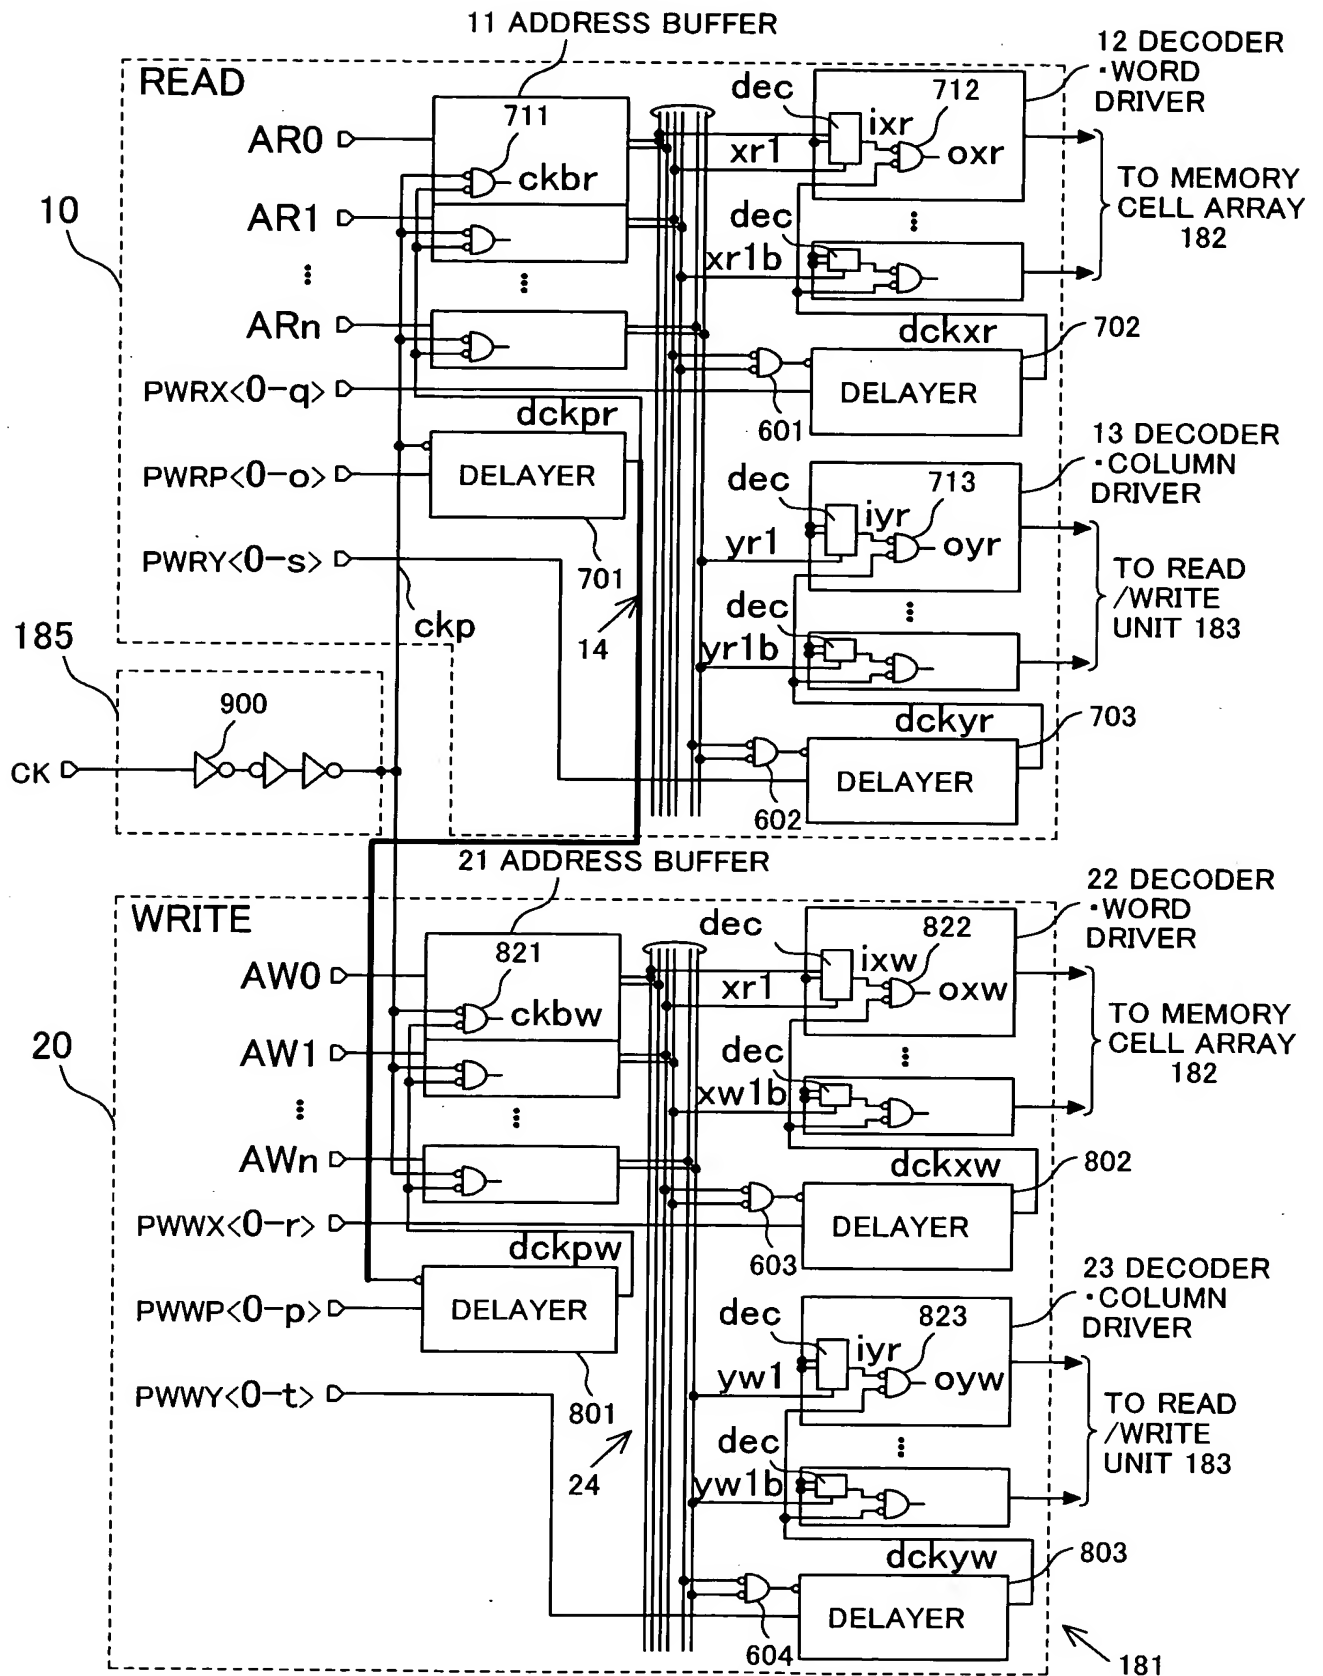 11 ADDRESS BUFFER
12 DECODER
・WORD
DRIVER
READ
dec
712
711
ixr
AR0
xr1
oxr
ckbr
TO MEMORY
CELL ARRAY
182
10
AR1
dec
xr1b
ARn
dckxr
702
PWRX<0-q>
dckpr
DELAYER
601
13 DECODER
・COLUMN
DRIVER
PWRP<0-o>
DELAYER
dec
713
iyr
yr1
oyr
PWRY<0-s>
701
TO READ
/WRITE
UNIT 183
dec
ckp
14
yr1b
185
900
dckyr
703
CK
DELAYER
602
21 ADDRESS BUFFER
22 DECODER
・WORD
DRIVER
WRITE
dec
822
821
ixw
AW0
xr1
oxw
ckbw
TO MEMORY
CELL ARRAY
182
20
AW1
dec
xw1b
AWn
dckxw
802
PWWX<0-r>
DELAYER
dckpw
603
23 DECODER
・COLUMN
DRIVER
PWWP<0-p>
DELAYER
dec
823
iyr
yw1
oyw
PWWY<0-t>
801
TO READ
/WRITE
UNIT 183
dec
24
yw1b
dckyw
803
DELAYER
604
181